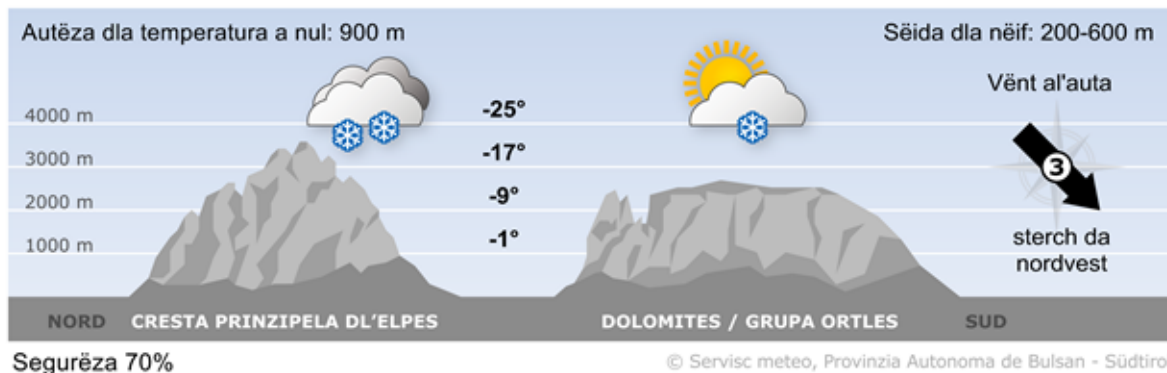 Autëza dla temperatura a nul: 900 m
Sëida dla nëif: 200-600 m
Vënt al'auta
4000 m
-25°
3000 m
-17°
3
2000 m
-9°
1000 m
-1°
sterch da
nordvest
NORD CRESTA PRINZIPELA DL'ELPES
DOLOMITES / GRUPA ORTLES SUD
Segurëza 70%
© Servisc meteo, Provinzia Autonoma de Bulsan - Südtiro